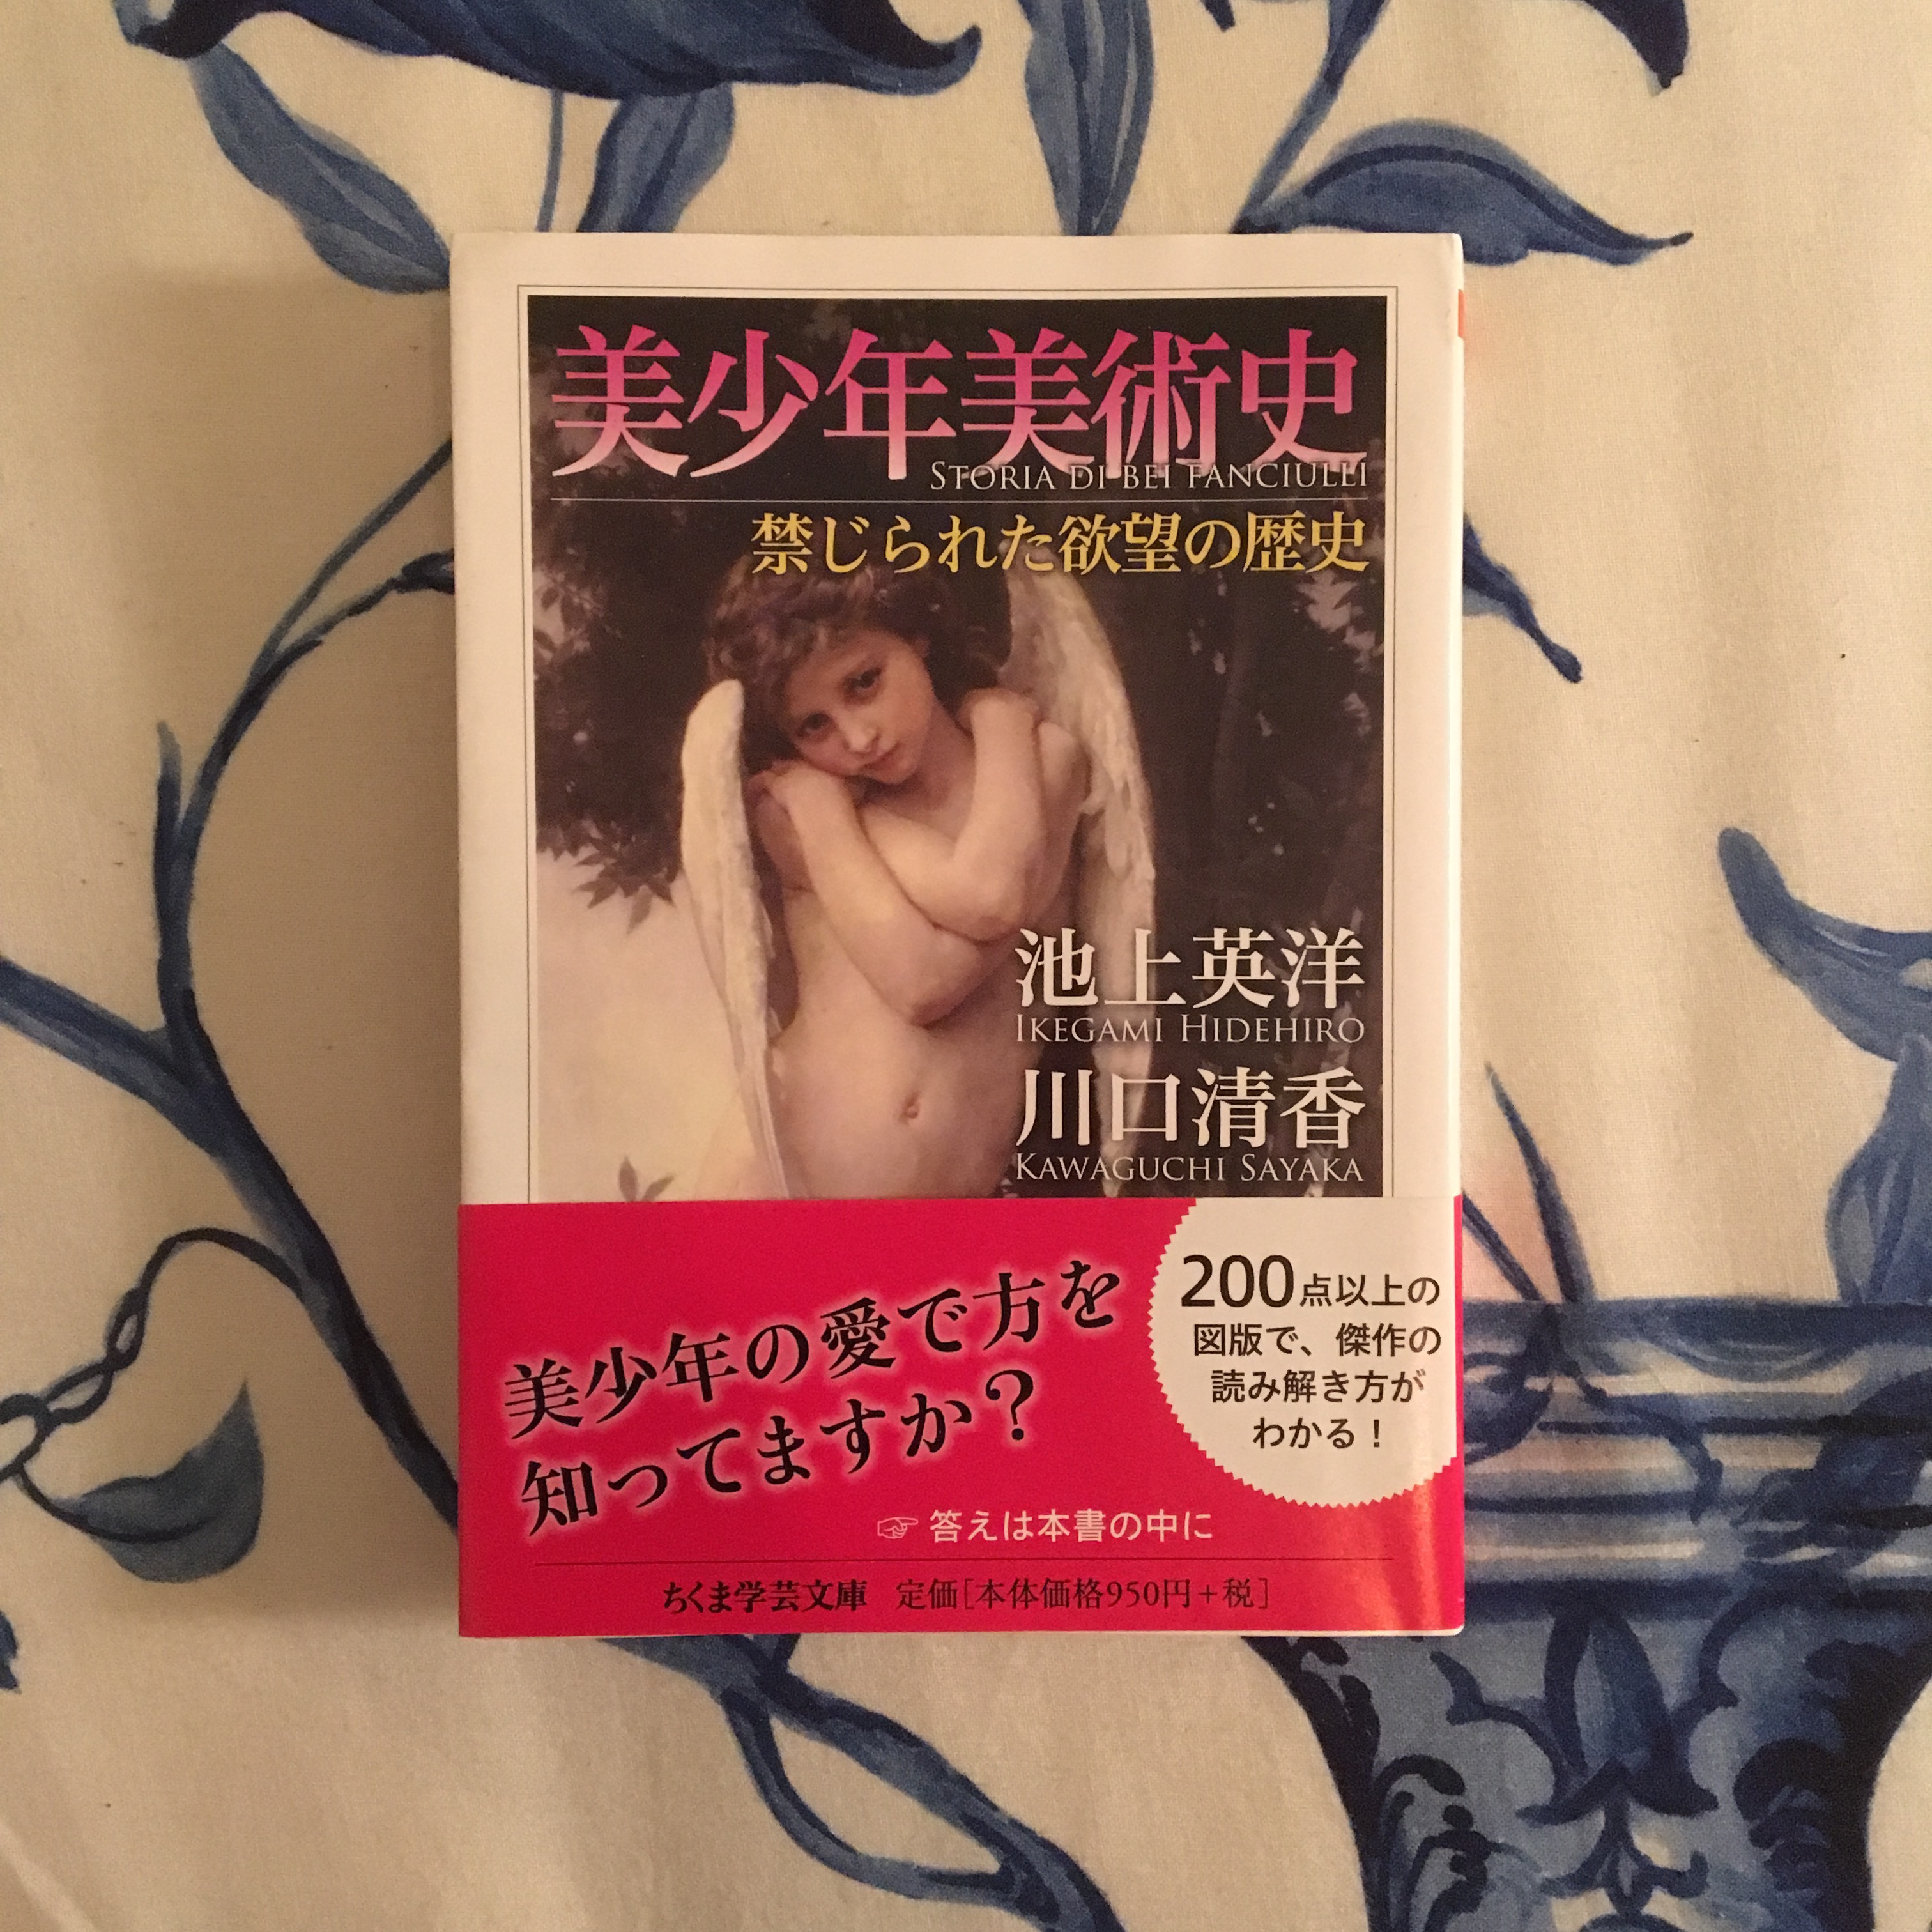 美少年美術史
STORIA DI BEI FANCIULLI
禁じられた欲望の歴史
池上英洋
IKEGAMI HIDEHIRO
川口清香
KAWAGUCHI SAYAKA
美少年の愛で方を
知ってますか？
☞ 答えは本書の中に
200点以上の
図版で、傑作の
読み解き方が
わかる！
ちくま学芸文庫 定価[本体価格950円+税]